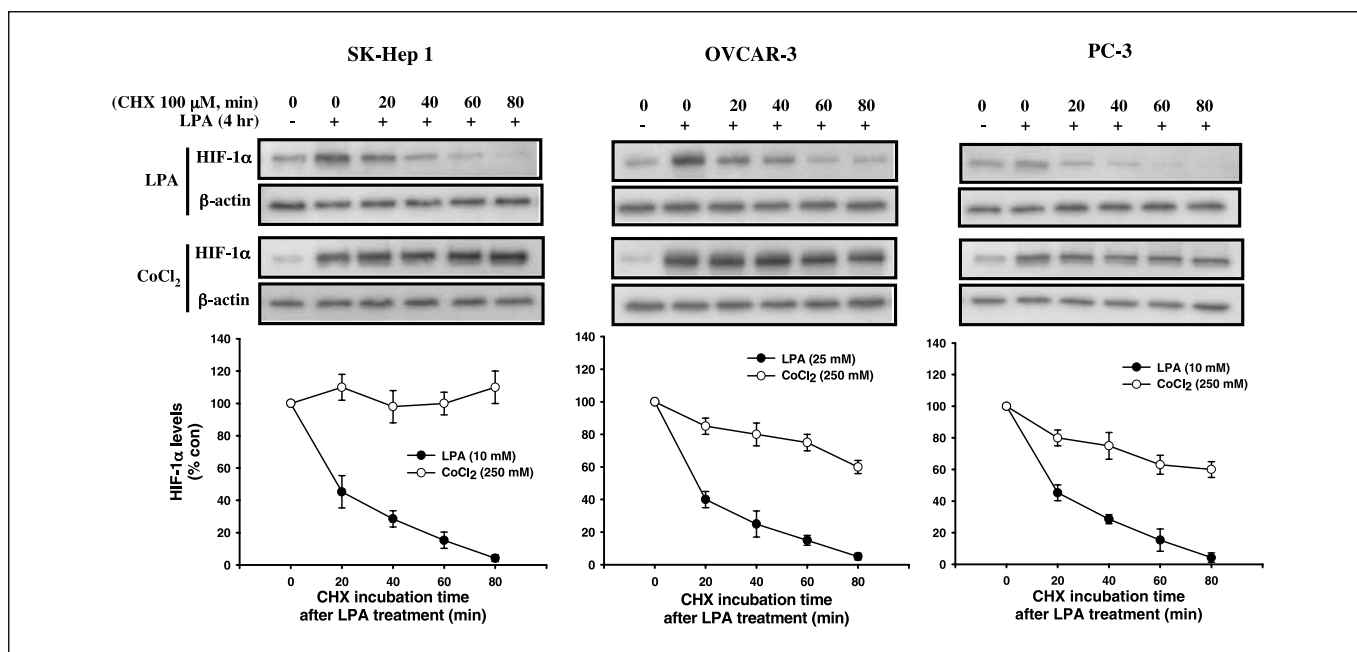 SK-Hep 1
OVCAR-3
PC-3
(CHX 100 µM, min) 0 0 20 40 60 80 0 0 20 40 60 80 0 0 20 40 60 80
LPA (4 hr) - + + + + + - + + + + + - + + + + +
LPA
HIF-1α
β-actin
CoCl₂
HIF-1α
β-actin
HIF-1α levels
(% con)
140
120
100
80
60
40
20
0
LPA (10 mM)
CoCl₂ (250 mM)
0 20 40 60 80
CHX incubation time
after LPA treatment (min)
140
120
100
80
60
40
20
0
LPA (25 mM)
CoCl₂ (250 mM)
0 20 40 60 80
CHX incubation time
after LPA treatment (min)
140
120
100
80
60
40
20
0
LPA (10 mM)
CoCl₂ (250 mM)
0 20 40 60 80
CHX incubation time
after LPA treatment (min)